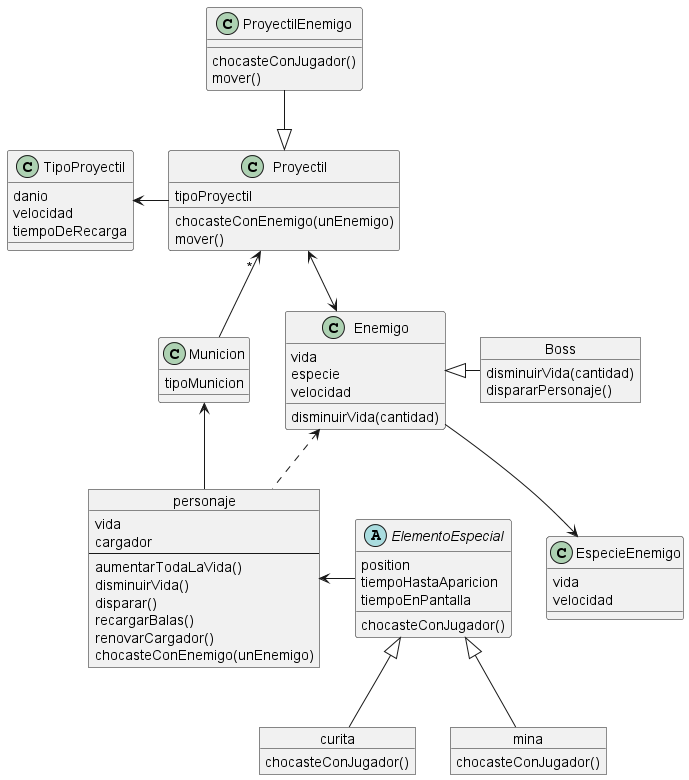 C ProyectilEnemigo
chocasteConJugador()
mover()
C TipoProyectil
danio
velocidad
tiempoDeRecarga
C Proyectil
tipoProyectil
chocasteConEnemigo(unEnemigo)
mover()
*
C Municion
tipoMunicion
C Enemigo
vida
especie
velocidad
disminuirVida(cantidad)
Boss
disminuirVida(cantidad)
dispararPersonaje()
personaje
vida
cargador
aumentarTodaLaVida()
disminuirVida()
disparar()
recargarBalas()
renovarCargador()
chocasteConEnemigo(unEnemigo)
A ElementoEspecial
position
tiempoHastaAparicion
tiempoEnPantalla
chocasteConJugador()
C EspecieEnemigo
vida
velocidad
curita
chocasteConJugador()
mina
chocasteConJugador()